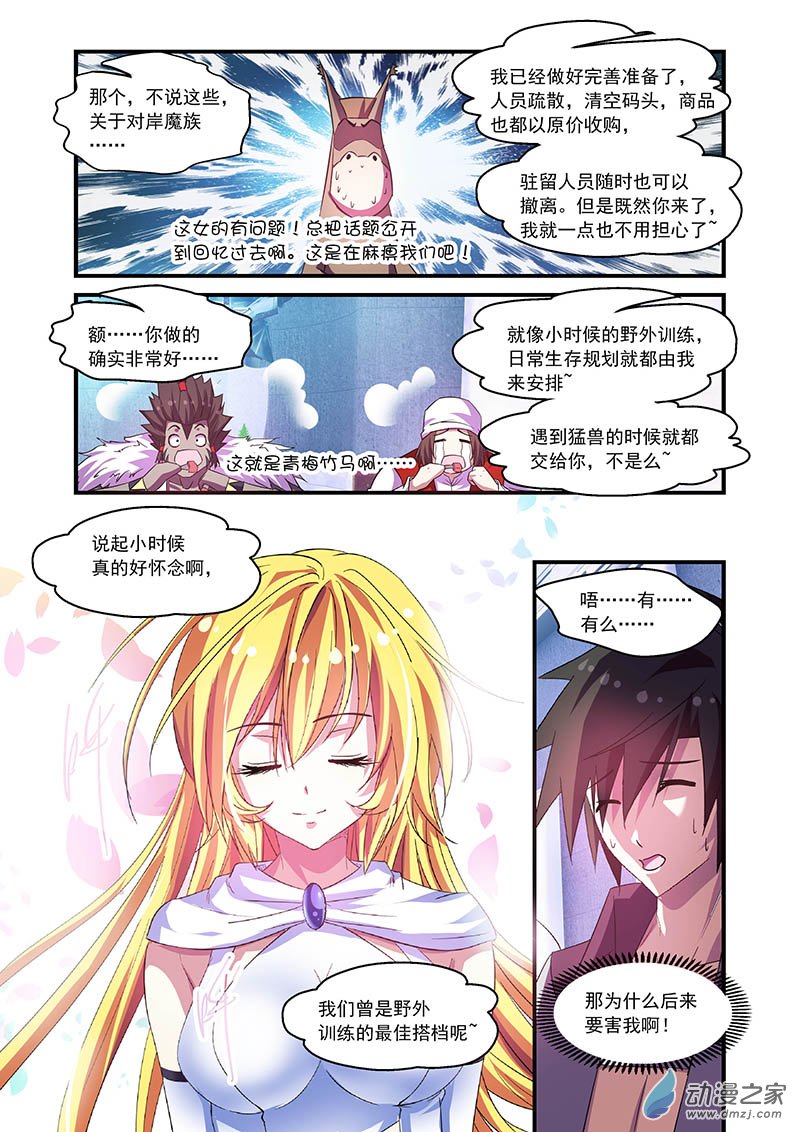 那个，不说这些，
关于对岸魔族
……
我已经做好完善准备了，
人员疏散，清空码头，商品
也都以原价收购，
驻留人员随时也可以
撤离。但是既然你来了，
我就一点也不用担心了~
这女的有问题！总把话题岔开
到回忆过去啊。这是在麻痹我们吧！
额……你做的
确实非常好……
就像小时候的野外训练，
日常生存规划就都由我
来安排~
遇到猛兽的时候就都
交给你，不是么~
这就是青梅竹马啊……
说起小时候
真的好怀念啊，
唔……有……
有么……
我们曾是野外
训练的最佳搭档呢~
那为什么后来
要害我啊！
动漫之家
www.dmzj.com